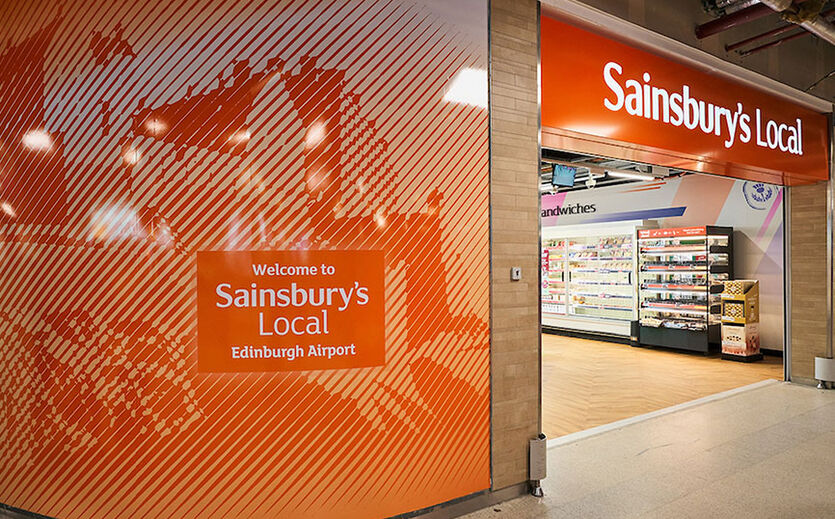 Sainsbury's Local
andwiches
Welcome to
Sainsbury's
Local
Edinburgh Airport